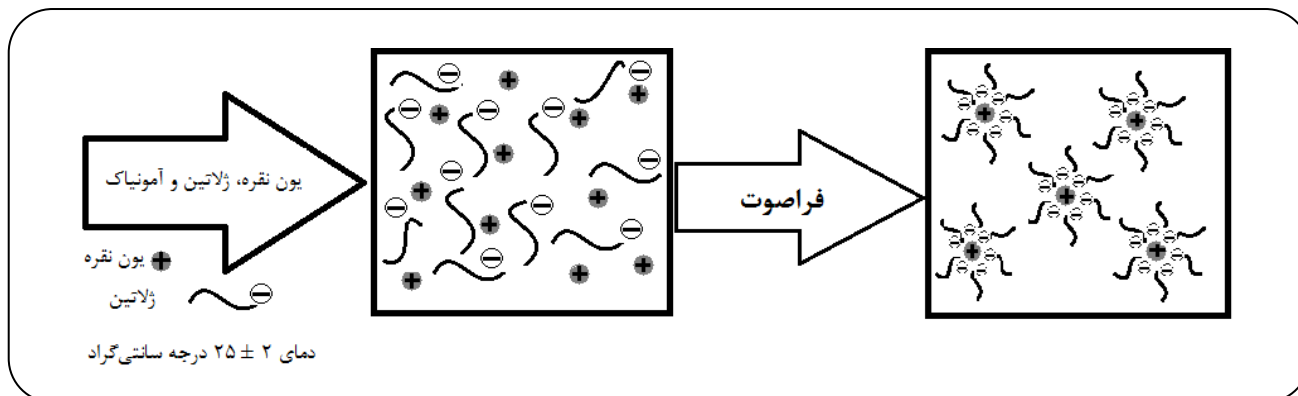 یون نقره، ژلاتین و آمونیاک
فراصوت
یون نقره
ژلاتین
دمای ۲ ± ۲۵ درجه سانتی‌گراد